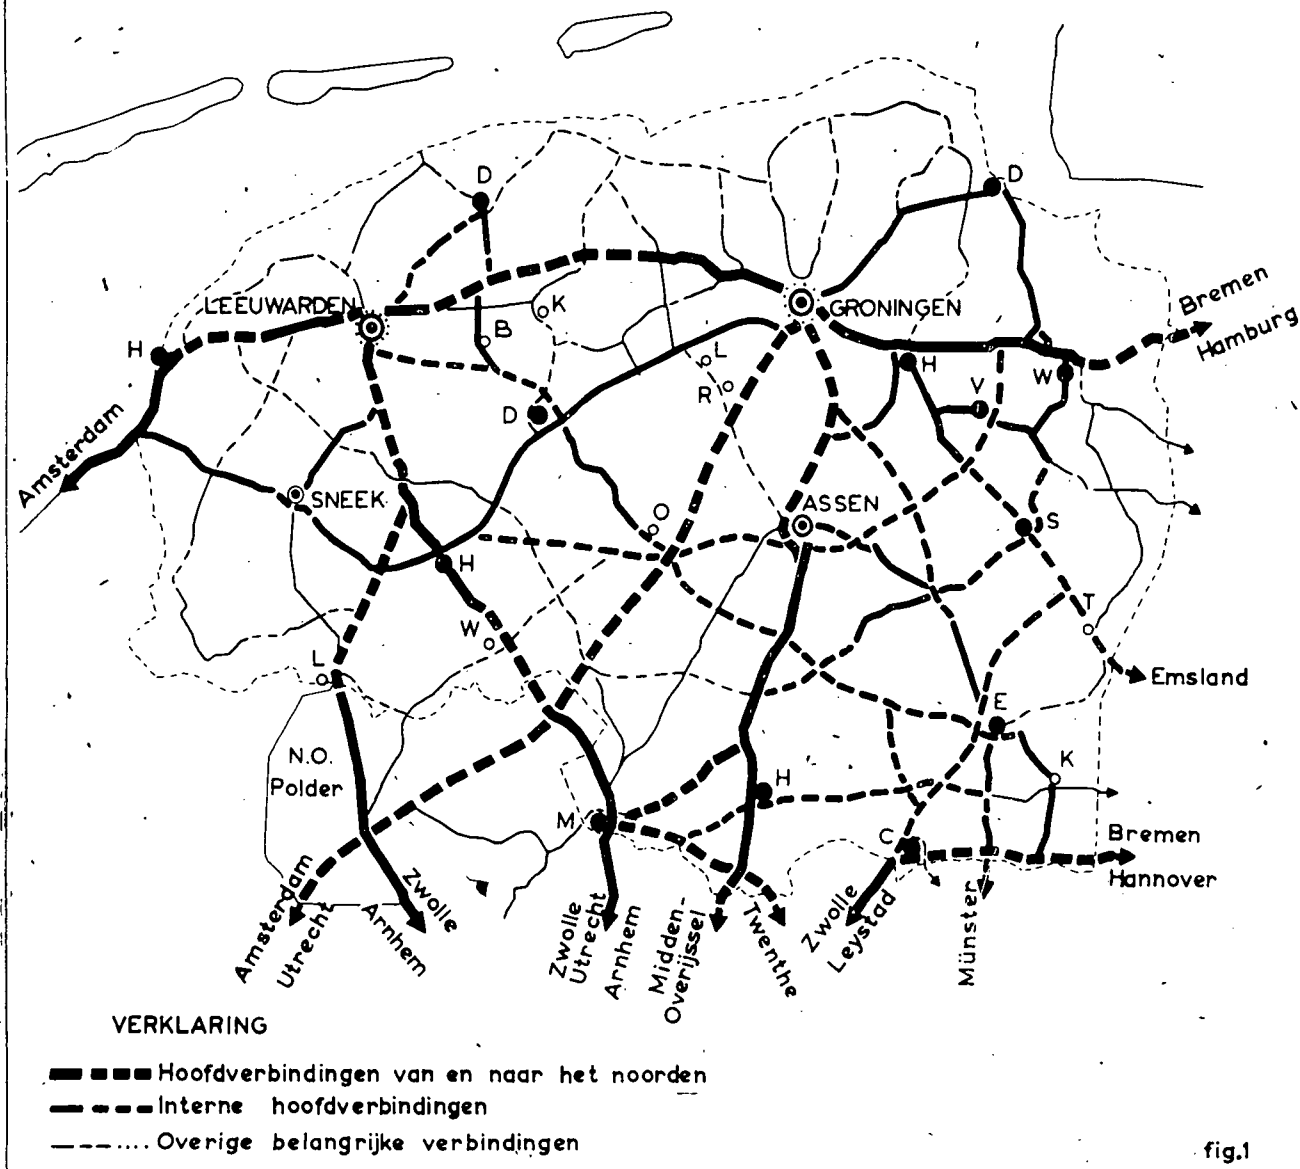 D
D
LEEUWARDEN
K
B
GRONINGEN
Bremen
Hamburg
H
L
H
W
R
V
D
Amsterdam
SNEEK
O
ASSEN
S
H
T
W
L
Emsland
E
N.O.
Polder
K
H
M
C
Bremen
Hannover
Amsterdam
Utrecht
Zwolle
Arnhem
Zwolle
Utrecht
Arnhem
Midden-
Overijssel
Twenthe
Zwolle
Leystad
Münster
VERKLARING
Hoofdverbindingen van en naar het noorden
Interne hoofdverbindingen
Overige belangrijke verbindingen
fig.1